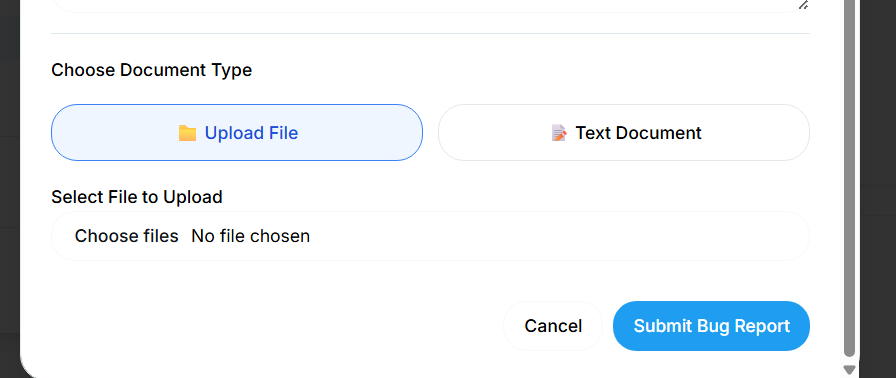 Choose Document Type
Upload File
Text Document
Select File to Upload
Choose files No file chosen
Cancel
Submit Bug Report